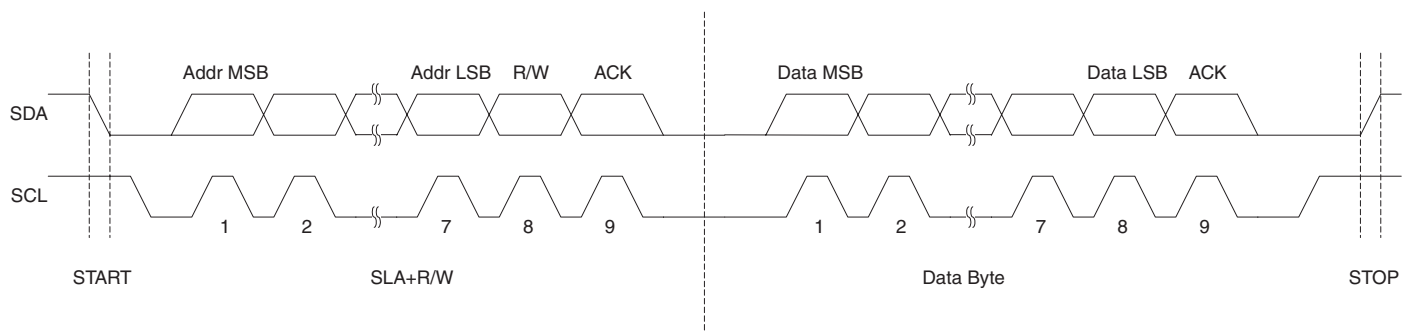 Addr MSB Addr LSB R/W ACK Data MSB Data LSB ACK
SDA
SCL
1 2 7 8 9 1 2 7 8 9
START SLA+R/W Data Byte STOP